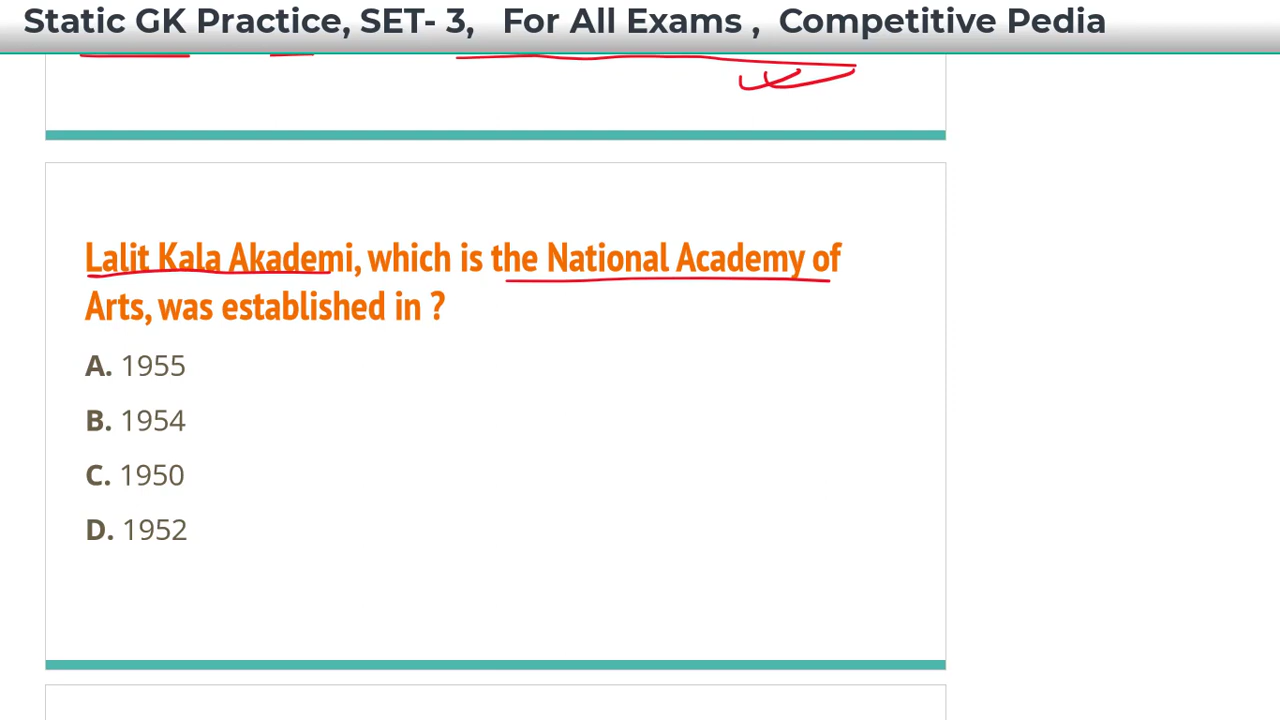 Static GK Practice, SET- 3, For All Exams , Competitive Pedia
Lalit Kala Akademi, which is the National Academy of
Arts, was established in ?
A. 1955
B. 1954
C. 1950
D. 1952